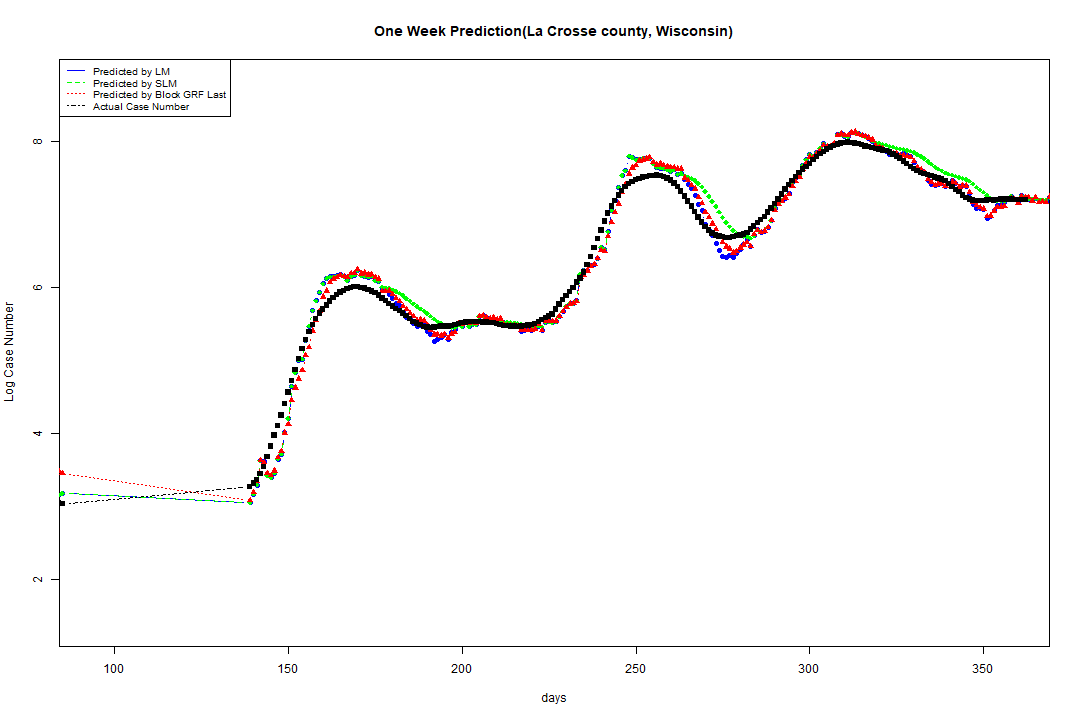 One Week Prediction(La Crosse county, Wisconsin)
Predicted by LM
Predicted by SLM
Predicted by Block GRF Last
Actual Case Number
8
6
4
2
Log Case Number
100 150 200 250 300 350
days